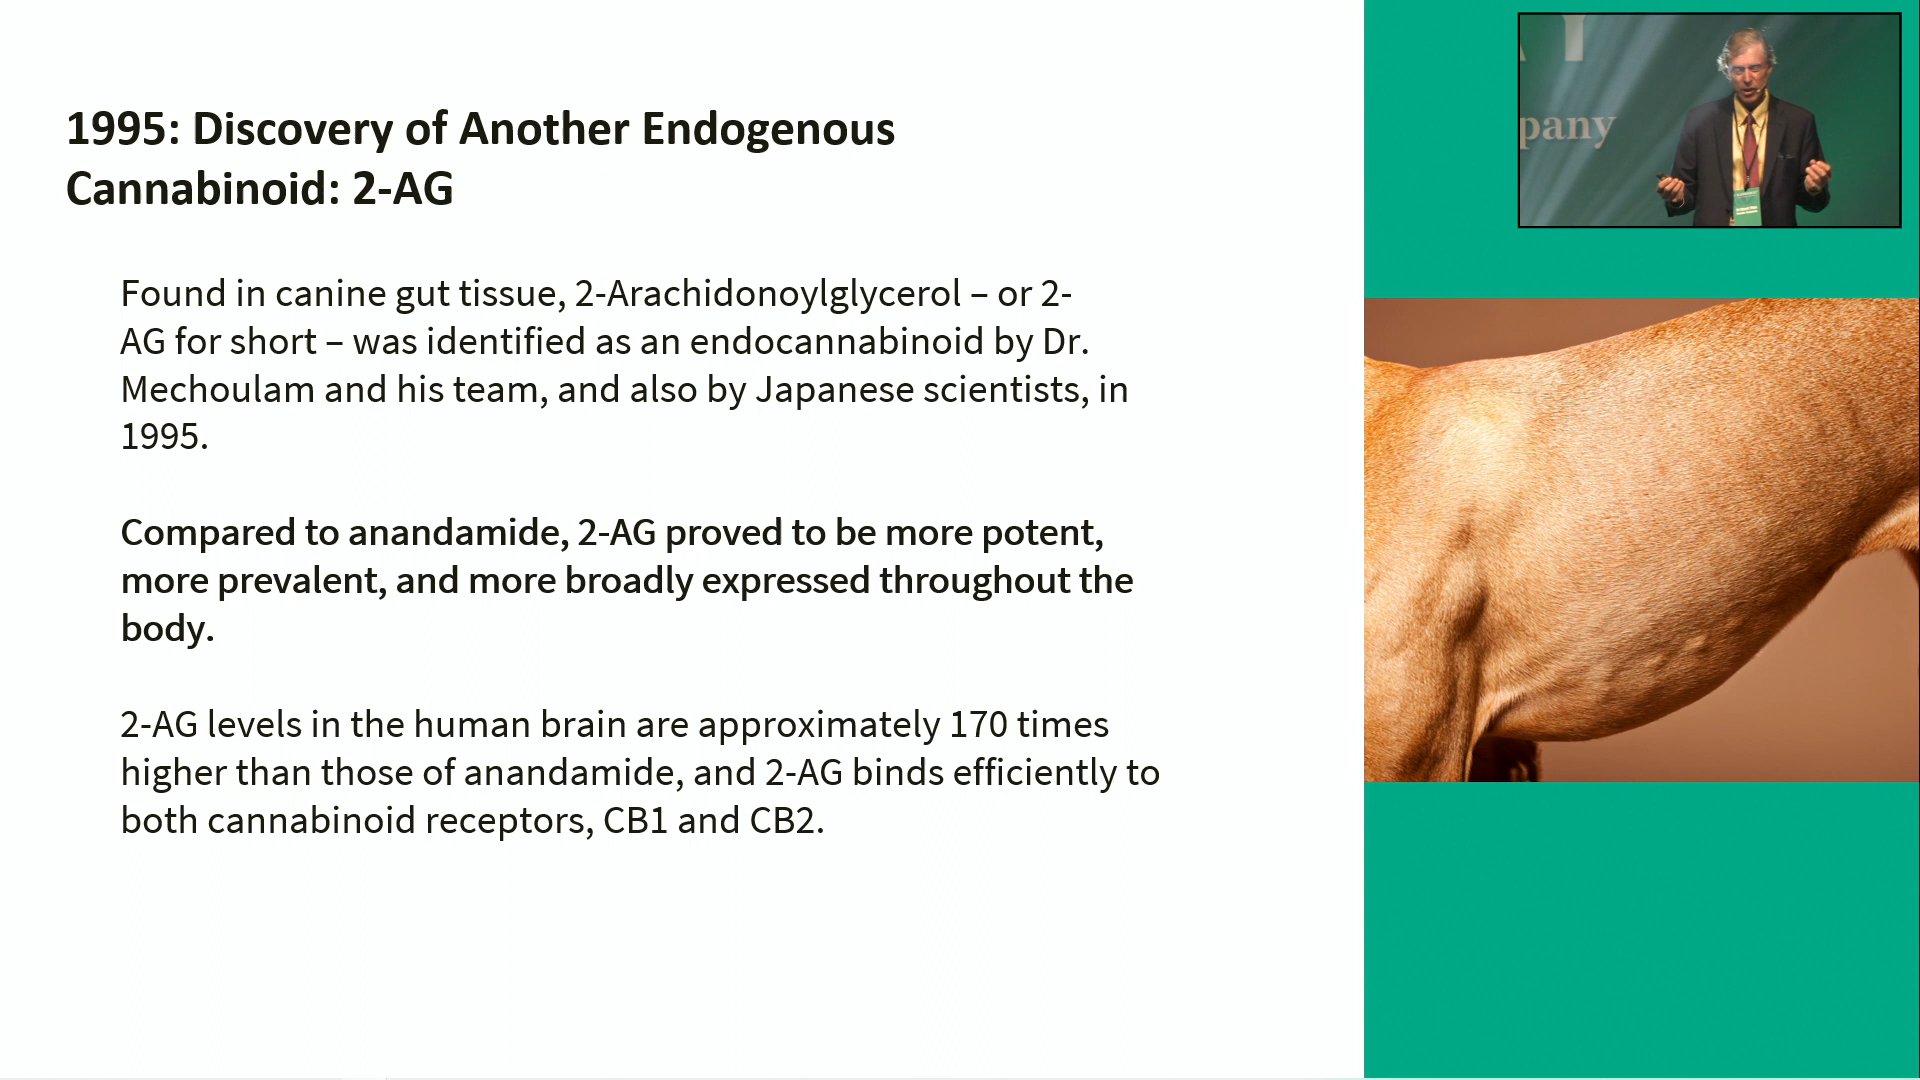 1995: Discovery of Another Endogenous
Cannabinoid: 2-AG
Found in canine gut tissue, 2-Arachidonoylglycerol – or 2-
AG for short – was identified as an endocannabinoid by Dr.
Mechoulam and his team, and also by Japanese scientists, in
1995.
Compared to anandamide, 2-AG proved to be more potent,
more prevalent, and more broadly expressed throughout the
body.
2-AG levels in the human brain are approximately 170 times
higher than those of anandamide, and 2-AG binds efficiently to
both cannabinoid receptors, CB1 and CB2.
pany